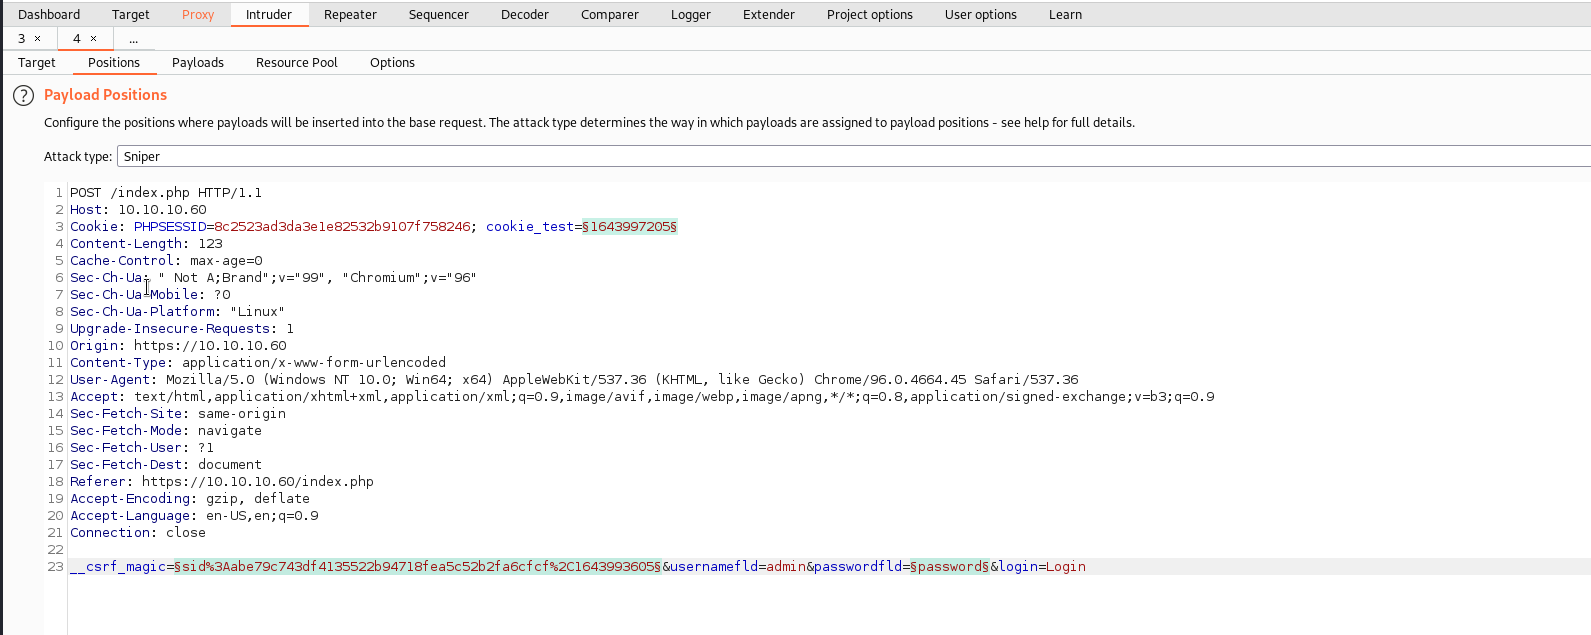 Dashboard Target Proxy Intruder Repeater Sequencer Decoder Comparer Logger Extender Project options User options Learn
3 × 4 × ...
Target Positions Payloads Resource Pool Options
? Payload Positions
Configure the positions where payloads will be inserted into the base request. The attack type determines the way in which payloads are assigned to payload positions - see help for full details.
Attack type: Sniper
1 POST /index.php HTTP/1.1
2 Host: 10.10.10.60
3 Cookie: PHPSESSID=8c2523ad3da3e1e82532b9107f758246; cookie_test=§1643997205§
4 Content-Length: 123
5 Cache-Control: max-age=0
6 Sec-Ch-Ua: " Not A;Brand";v="99", "Chromium";v="96"
7 Sec-Ch-Ua-Mobile: ?0
8 Sec-Ch-Ua-Platform: "Linux"
9 Upgrade-Insecure-Requests: 1
10 Origin: https://10.10.10.60
11 Content-Type: application/x-www-form-urlencoded
12 User-Agent: Mozilla/5.0 (Windows NT 10.0; Win64; x64) AppleWebKit/537.36 (KHTML, like Gecko) Chrome/96.0.4664.45 Safari/537.36
13 Accept: text/html,application/xhtml+xml,application/xml;q=0.9,image/avif,image/webp,image/apng,*/*;q=0.8,application/signed-exchange;v=b3;q=0.9
14 Sec-Fetch-Site: same-origin
15 Sec-Fetch-Mode: navigate
16 Sec-Fetch-User: ?1
17 Sec-Fetch-Dest: document
18 Referer: https://10.10.10.60/index.php
19 Accept-Encoding: gzip, deflate
20 Accept-Language: en-US,en;q=0.9
21 Connection: close
22
23 __csrf_magic=§sid%3Aabe79c743df4135522b94718fea5c52b2fa6cfcf%2C1643993605§&usernamefld=admin&passwordfld=§password§&login=Login